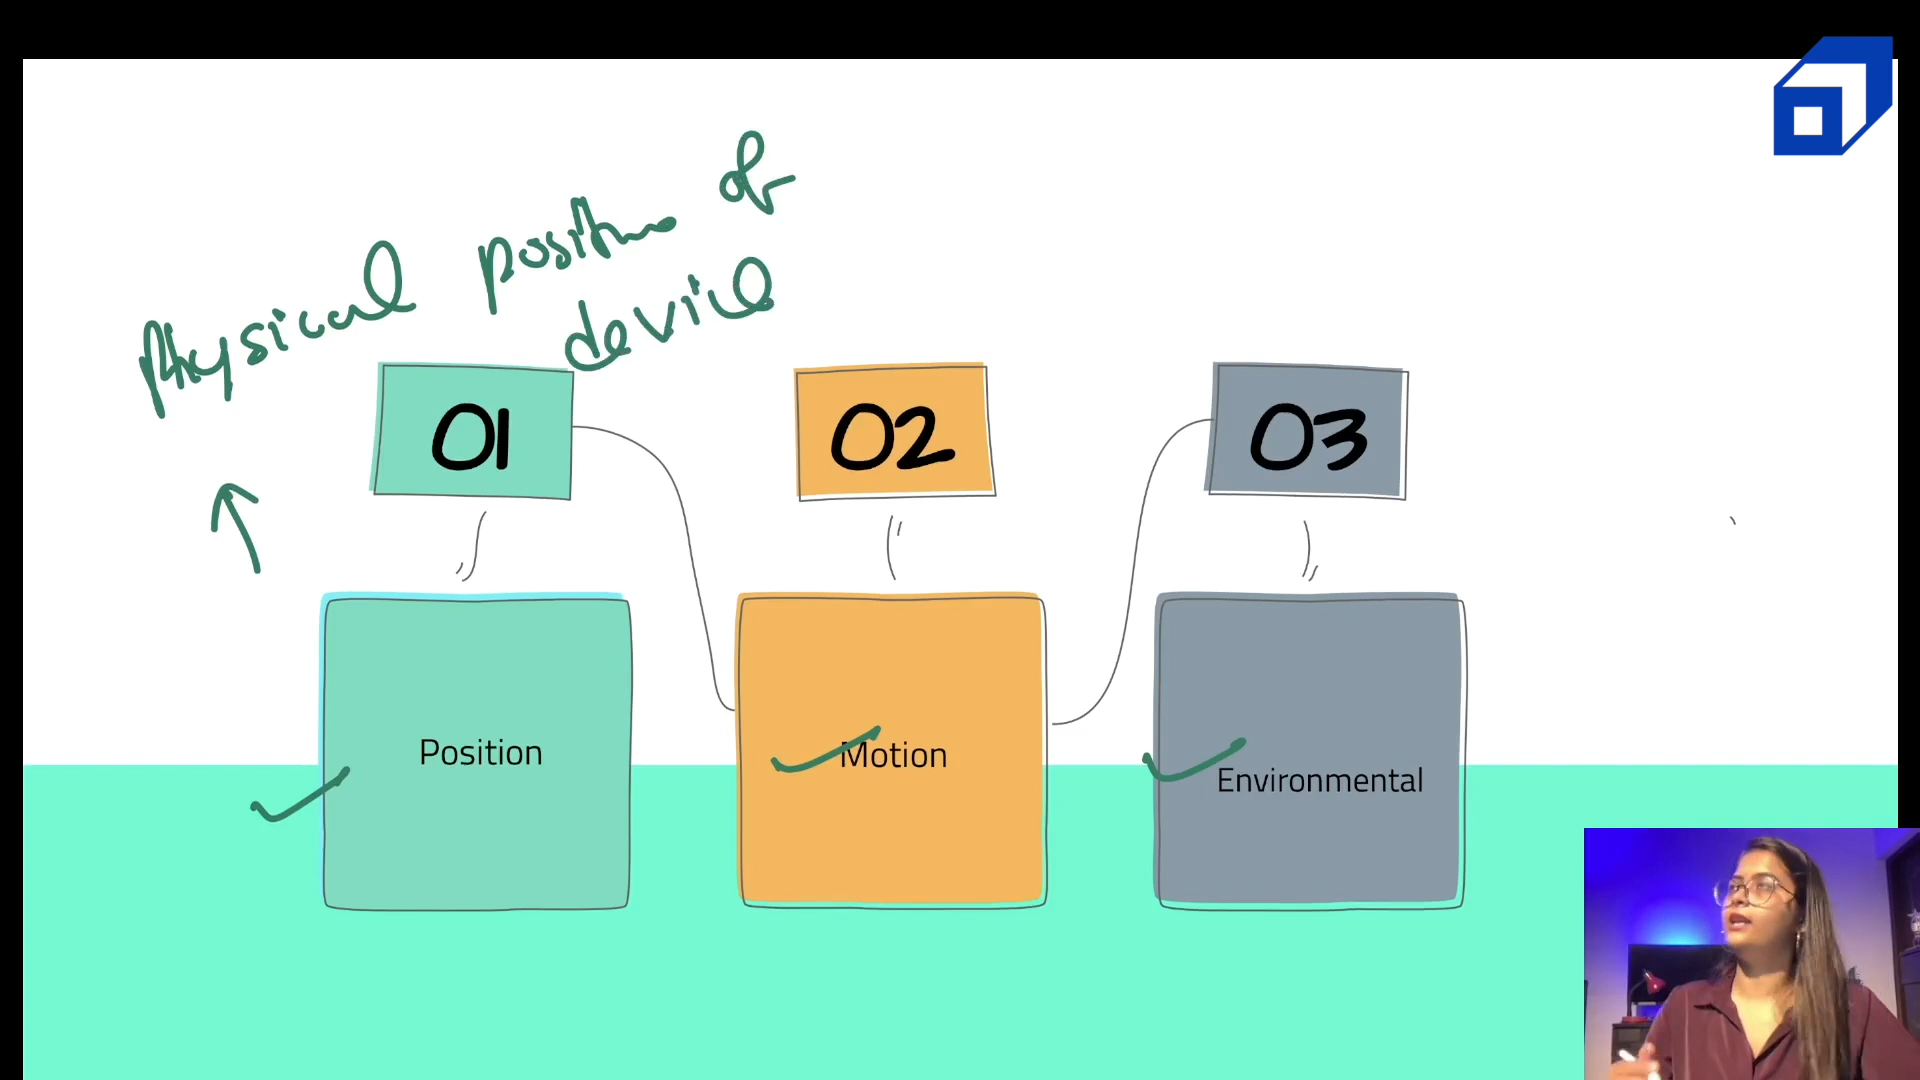 Physical position of
device
01
02
03
Position
Motion
Environmental